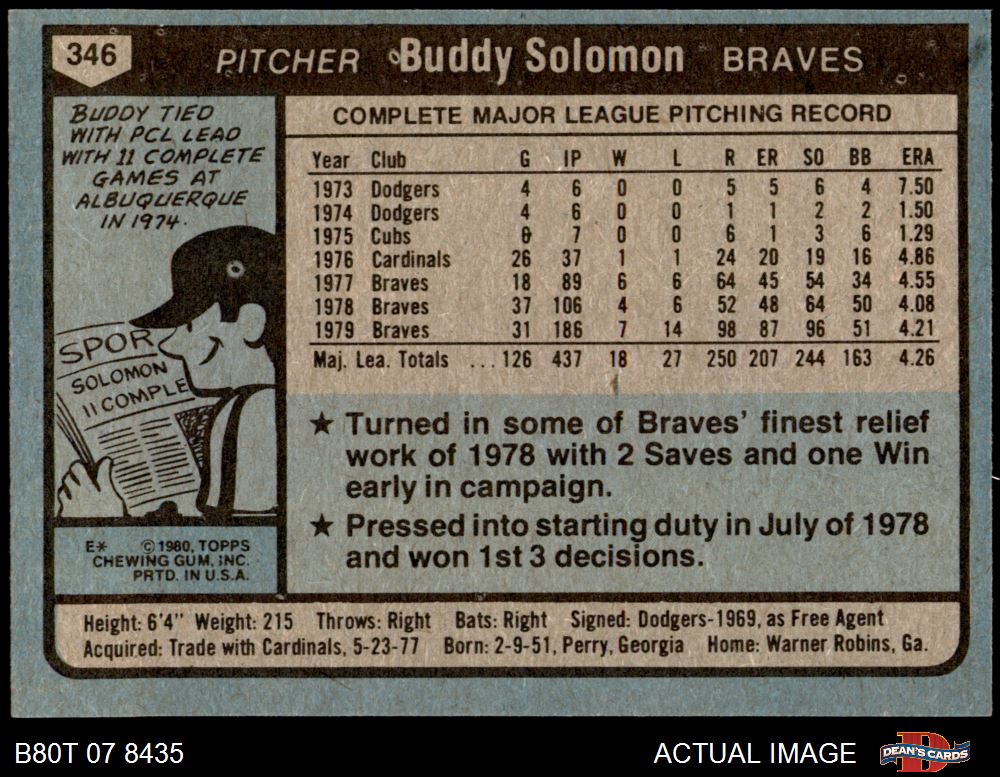 346
PITCHER Buddy Solomon BRAVES
BUDDY TIED
WITH PCL LEAD
WITH 11 COMPLETE
GAMES AT
ALBUQUERQUE
IN 1974.
SPOR
SOLOMON
11 COMPLE
E* © 1980, TOPPS
CHEWING GUM, INC.
PRTD. IN U.S.A.
COMPLETE MAJOR LEAGUE PITCHING RECORD
Year Club G IP W L R ER SO BB ERA
1973 Dodgers 4 6 0 0 5 5 6 4 7.50
1974 Dodgers 4 6 0 0 1 1 2 2 1.50
1975 Cubs 6 7 0 0 6 1 3 6 1.29
1976 Cardinals 26 37 1 1 24 20 19 16 4.86
1977 Braves 18 89 6 6 64 45 54 34 4.55
1978 Braves 37 106 4 6 52 48 64 50 4.08
1979 Braves 31 186 7 14 98 87 96 51 4.21
Maj. Lea. Totals ... 126 437 18 27 250 207 244 163 4.26
★ Turned in some of Braves' finest relief
work of 1978 with 2 Saves and one Win
early in campaign.
★ Pressed into starting duty in July of 1978
and won 1st 3 decisions.
Height: 6'4" Weight: 215 Throws: Right Bats: Right Signed: Dodgers-1969, as Free Agent
Acquired: Trade with Cardinals, 5-23-77 Born: 2-9-51, Perry, Georgia Home: Warner Robins, Ga.
B80T 07 8435 ACTUAL IMAGE DEAN'S CARDS